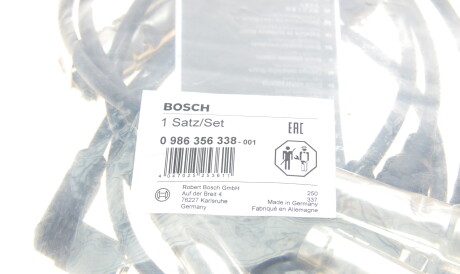 BOSCH
1 Satz/Set
0 986 356 338-001
EAC
Robert Bosch GmbH
Auf der Breit 4
76227 Karlsruhe
Germany
250
337
Made in Germany
Fabriqué en Allemagne